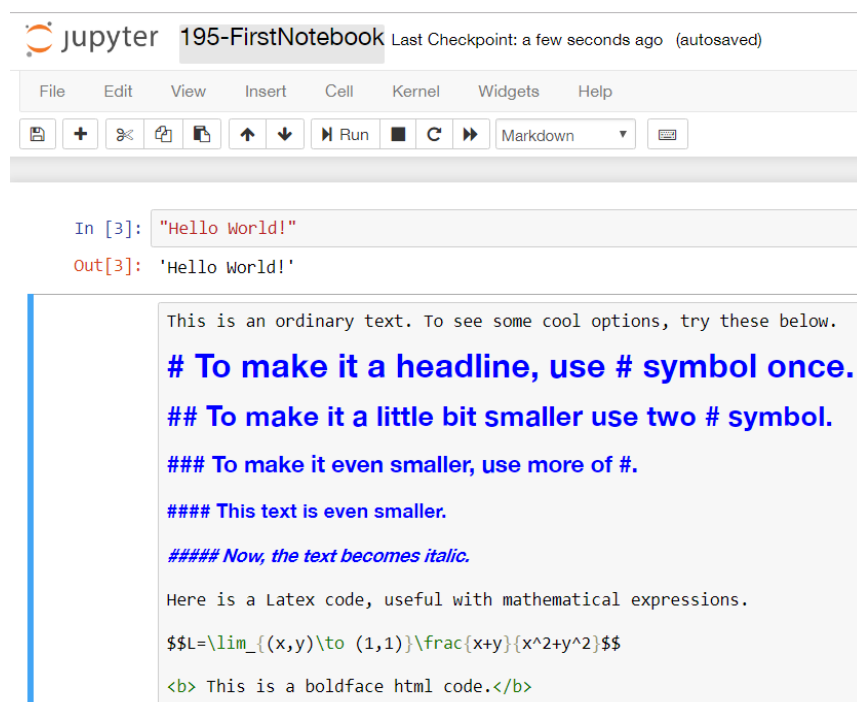 jupyter 195-FirstNotebook Last Checkpoint: a few seconds ago (autosaved)
File Edit View Insert Cell Kernel Widgets Help
Run Markdown
In [3]: "Hello World!"
Out[3]: 'Hello World!'
This is an ordinary text. To see some cool options, try these below.
# To make it a headline, use # symbol once.
## To make it a little bit smaller use two # symbol.
### To make it even smaller, use more of #.
#### This text is even smaller.
##### Now, the text becomes italic.
Here is a Latex code, useful with mathematical expressions.
$$L=\lim_{(x,y)\to (1,1)}\frac{x+y}{x^2+y^2}$$
<b> This is a boldface html code.</b>